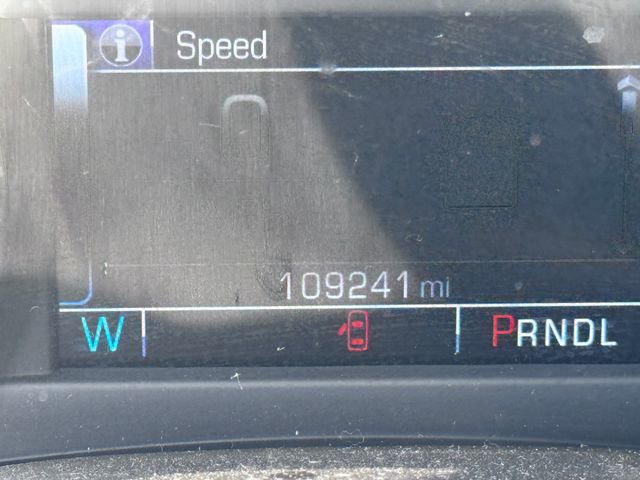 Speed
109241 mi
W PRNDL